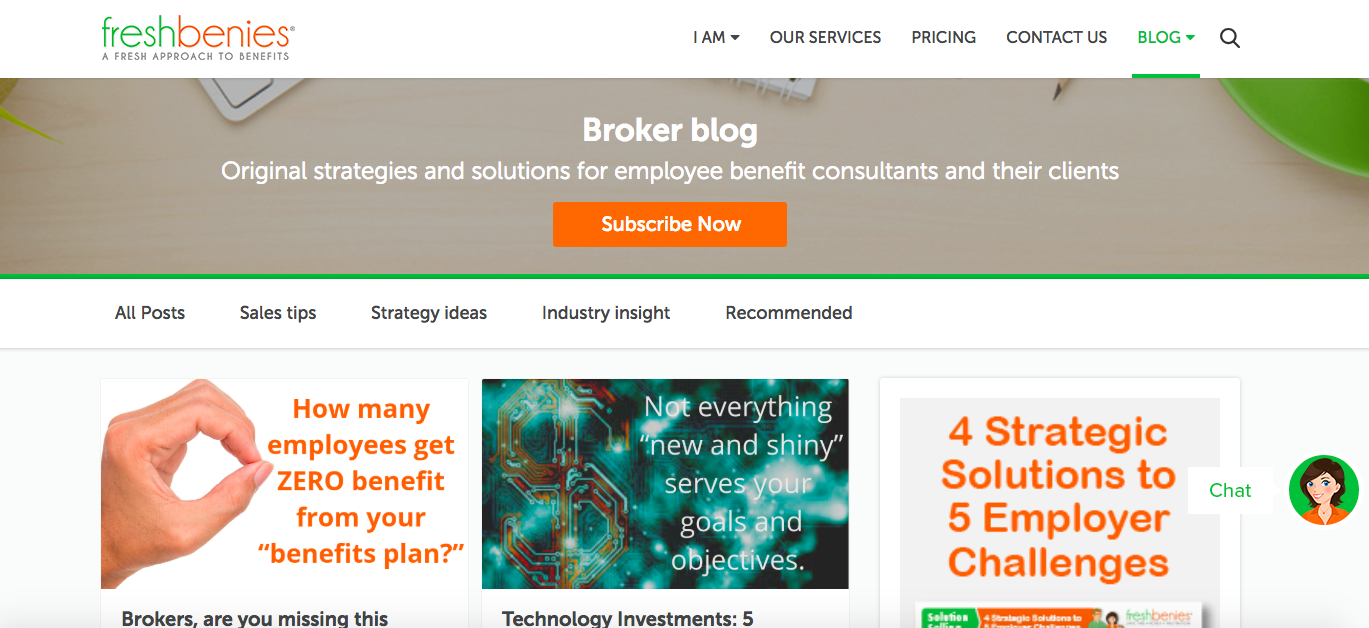 freshbenies®
A FRESH APPROACH TO BENEFITS
I AM
OUR SERVICES
PRICING
CONTACT US
BLOG
Broker blog
Original strategies and solutions for employee benefit consultants and their clients
Subscribe Now
All Posts
Sales tips
Strategy ideas
Industry insight
Recommended
How many
employees get
ZERO benefit
from your
“benefits plan?”
Brokers, are you missing this
Not everything
“new and shiny”
serves your
goals and
objectives.
Technology Investments: 5
4 Strategic
Solutions to
5 Employer
Challenges
Solution
Selling
4 Strategic Solutions to
5 Employer Challenges
freshbenies
Chat